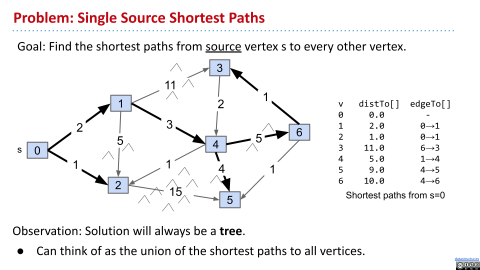 Problem: Single Source Shortest Paths
Goal: Find the shortest paths from source vertex s to every other vertex.
3
11
1
1
2
6
2
3
5
5
4
s
0
1
1
4
1
2
15
5
v distTo[] edgeTo[]
0 0.0 -
1 2.0 0→1
2 1.0 0→1
3 11.0 6→3
4 5.0 1→4
5 9.0 4→5
6 10.0 4→6
Shortest paths from s=0
Observation: Solution will always be a tree.
● Can think of as the union of the shortest paths to all vertices.